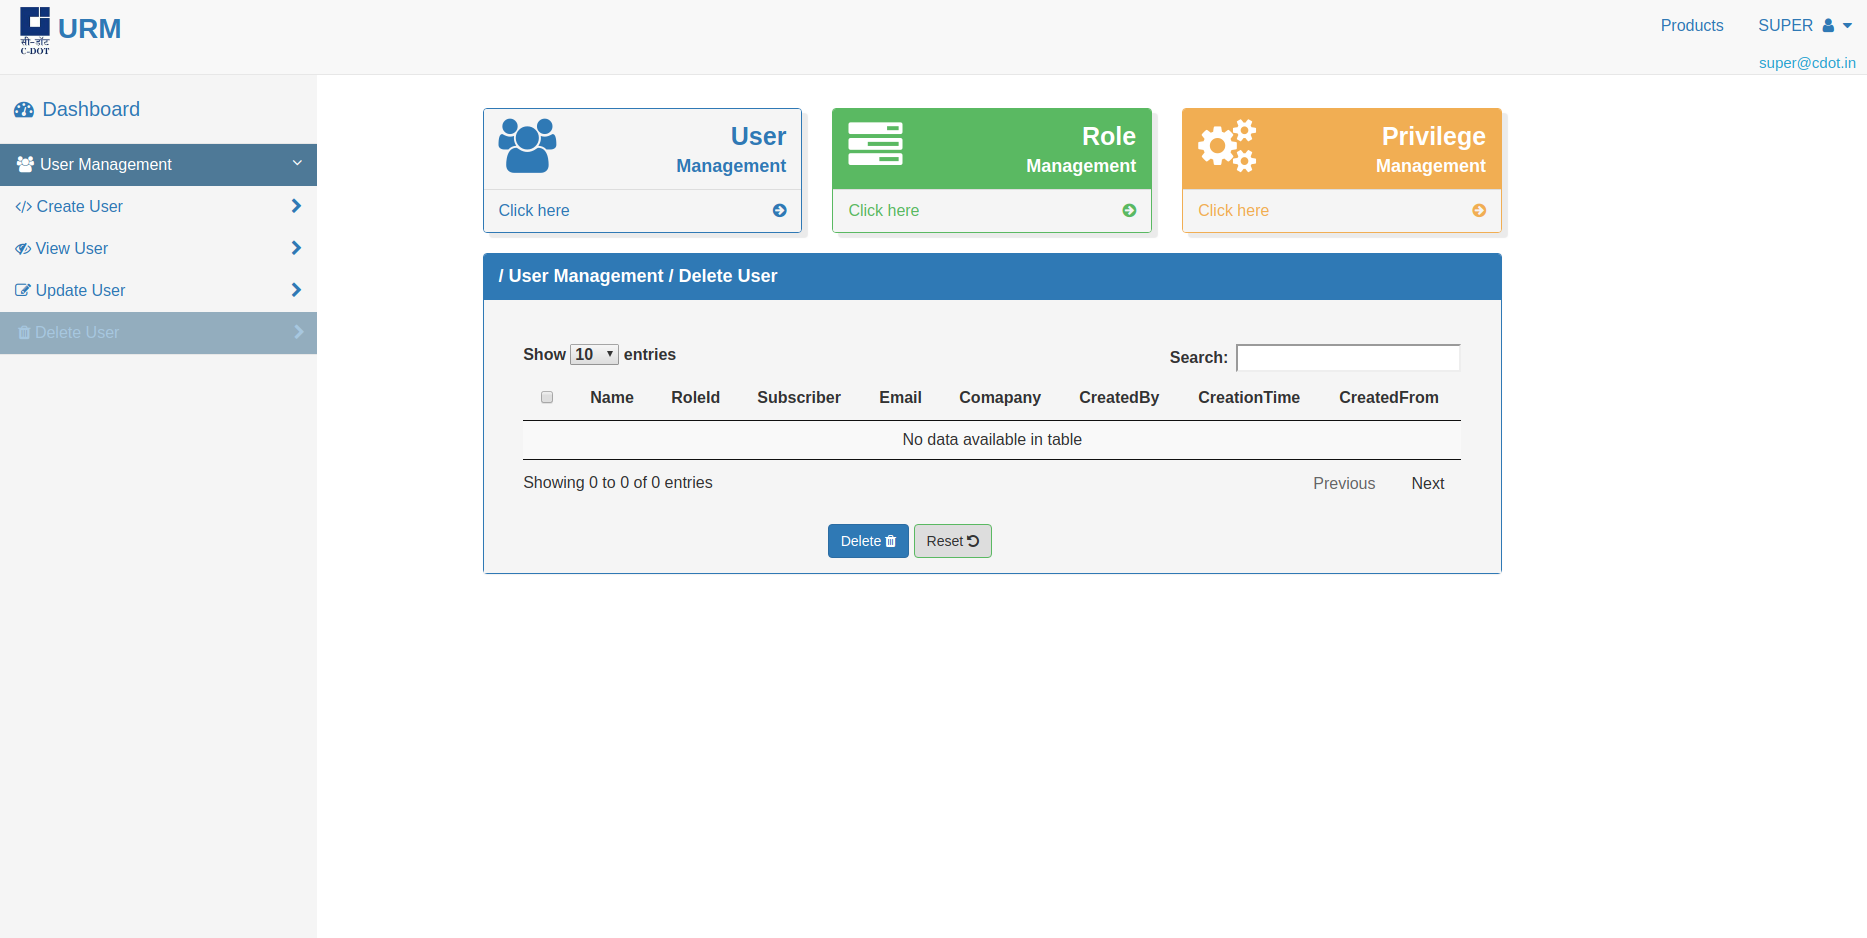 सी-डॉट
C-DOT
URM
Products
SUPER
super@cdot.in
Dashboard
User Management
Create User
View User
Update User
Delete User
User
Management
Click here
Role
Management
Click here
Privilege
Management
Click here
/ User Management / Delete User
Show 10 entries
Search:
Name RoleId Subscriber Email Comapany CreatedBy CreationTime CreatedFrom
No data available in table
Showing 0 to 0 of 0 entries
Previous Next
Delete Reset